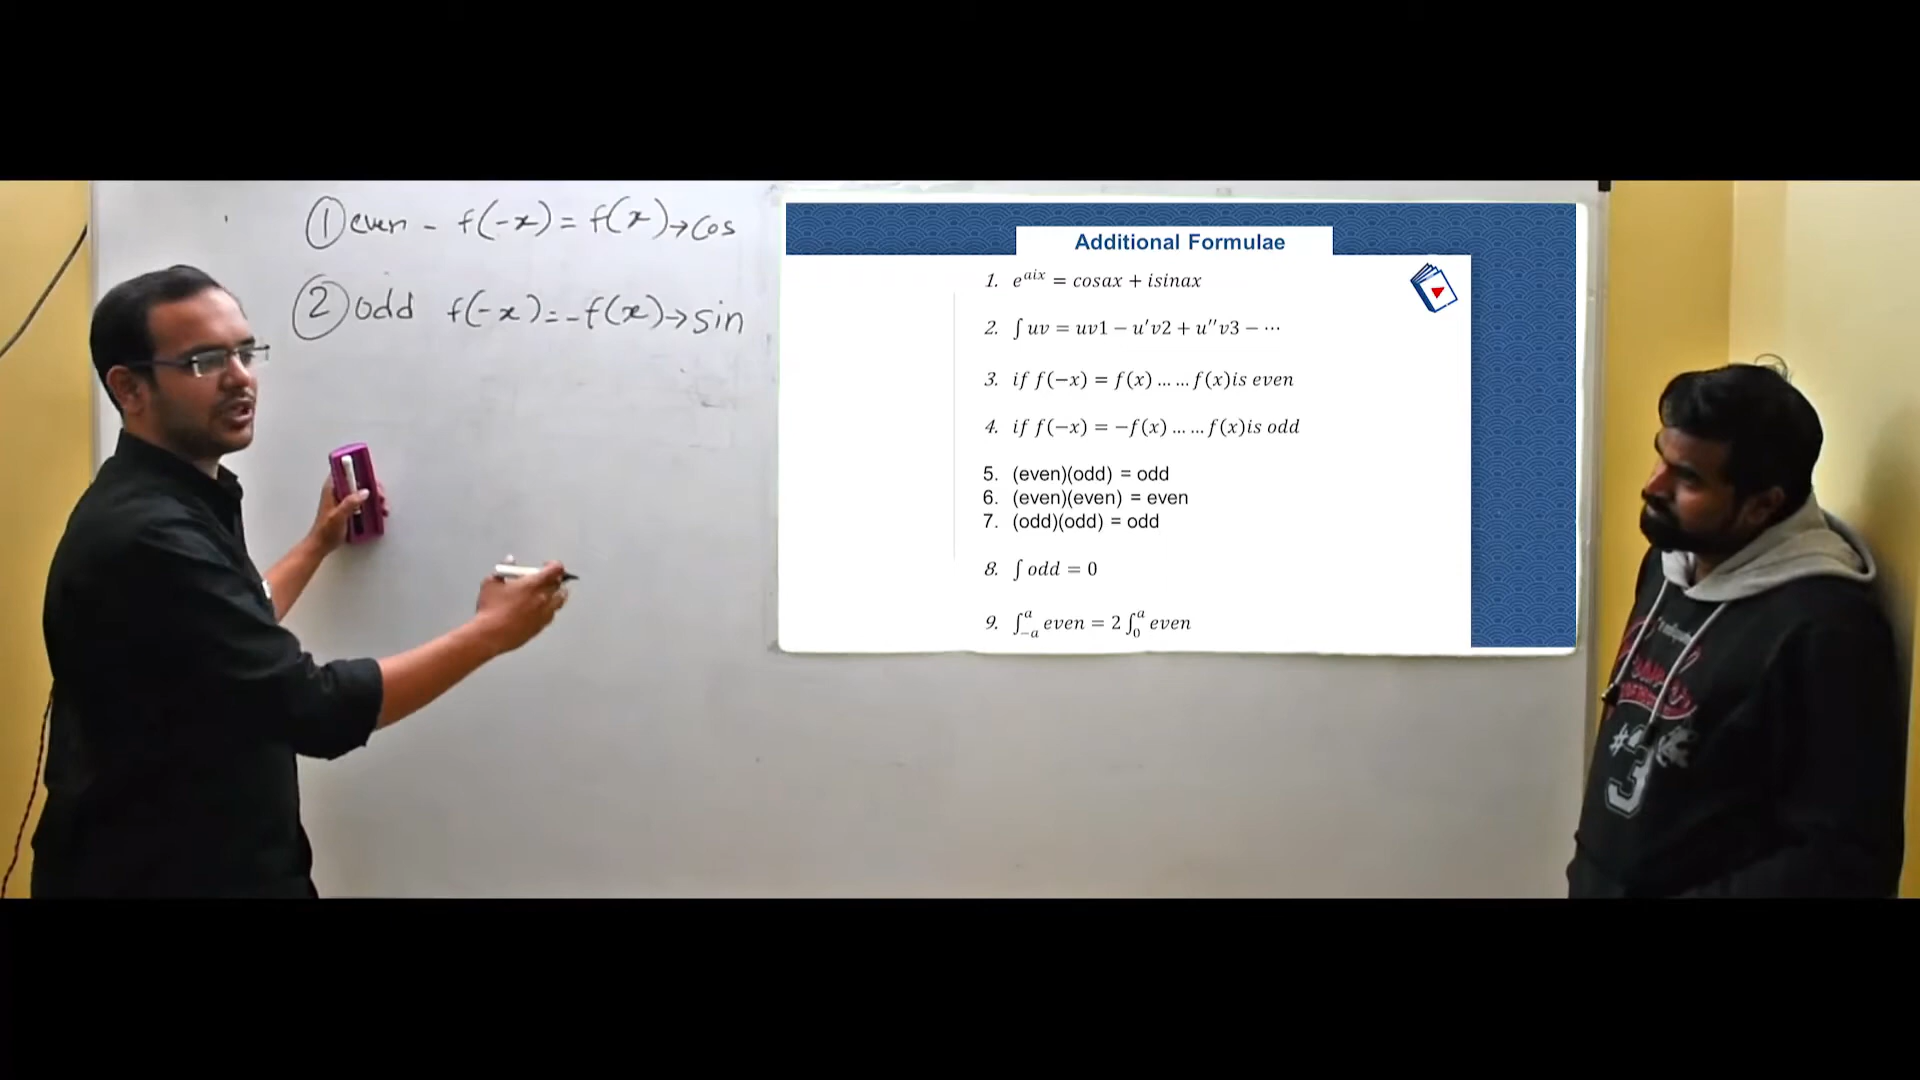 ① even - f(-x) = f(x) → cos
② odd f(-x) = -f(x) → sin
Additional Formulae
1. e^{aix} = cosax + isinax
2. ∫ uv = uv1 − u′v2 + u′′v3 − ⋯
3. if f(−x) = f(x) … … f(x)is even
4. if f(−x) = −f(x) … … f(x)is odd
5. (even)(odd) = odd
6. (even)(even) = even
7. (odd)(odd) = odd
8. ∫ odd = 0
9. ∫_{−a}^{a} even = 2 ∫_{0}^{a} even
#
3